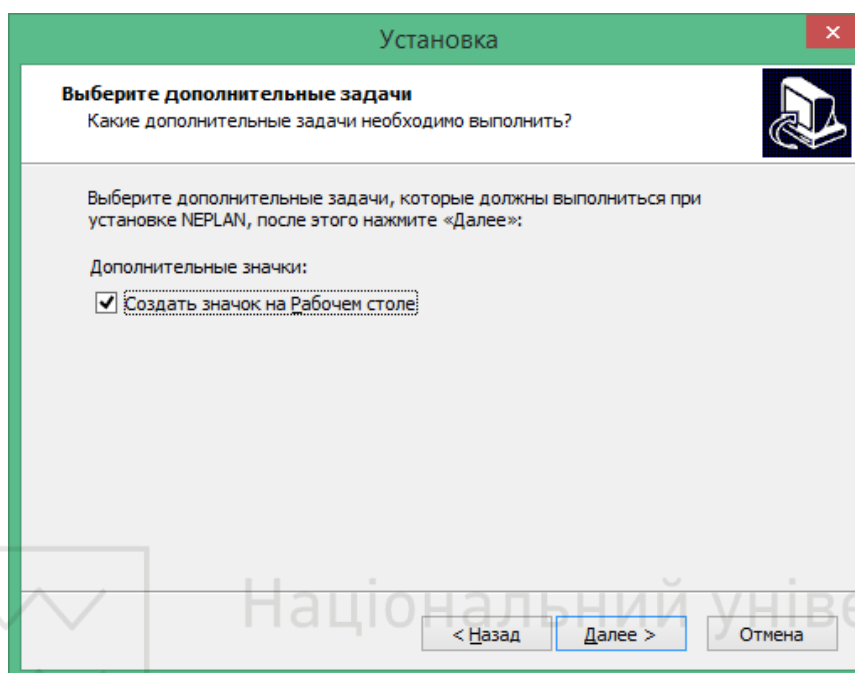 Установка
Выберите дополнительные задачи
Какие дополнительные задачи необходимо выполнить?
Выберите дополнительные задачи, которые должны выполниться при
установке NEPLAN, после этого нажмите «Далее»:
Дополнительные значки:
Создать значок на Рабочем столе
Національний уніве
< Назад Далее > Отмена